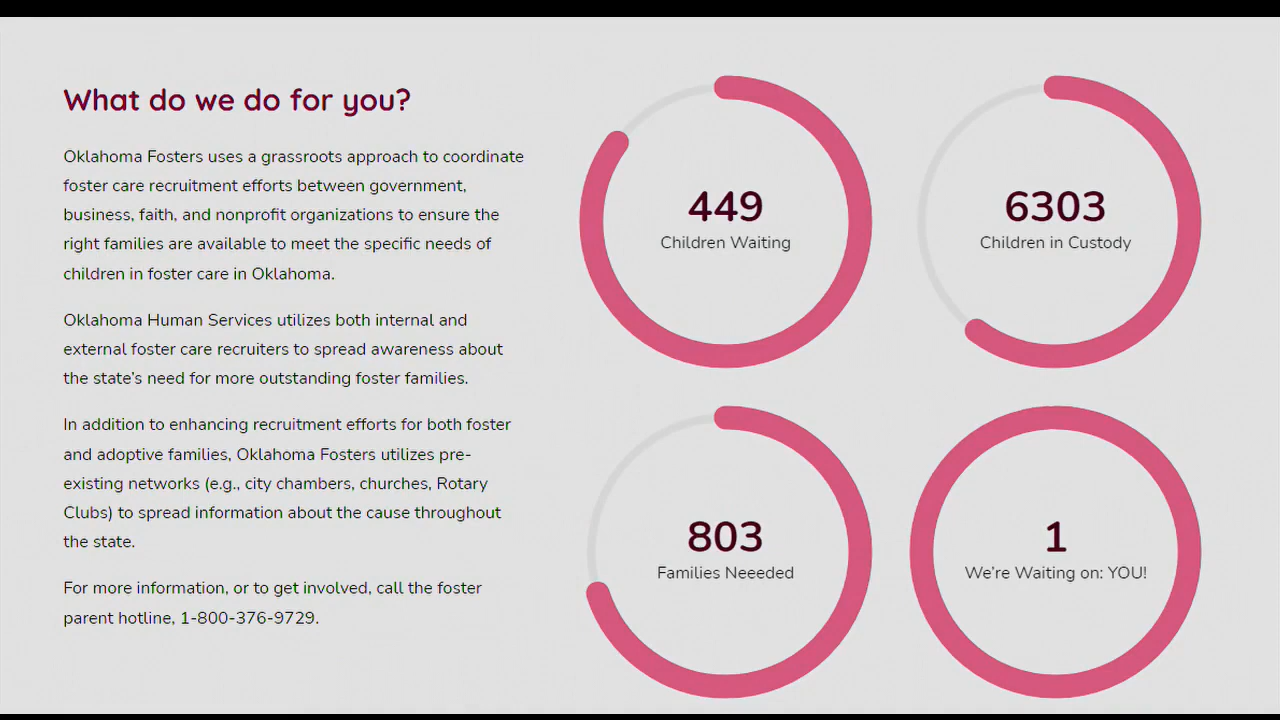 What do we do for you?
Oklahoma Fosters uses a grassroots approach to coordinate
foster care recruitment efforts between government,
business, faith, and nonprofit organizations to ensure the
right families are available to meet the specific needs of
children in foster care in Oklahoma.
Oklahoma Human Services utilizes both internal and
external foster care recruiters to spread awareness about
the state's need for more outstanding foster families.
In addition to enhancing recruitment efforts for both foster
and adoptive families, Oklahoma Fosters utilizes pre-
existing networks (e.g., city chambers, churches, Rotary
Clubs) to spread information about the cause throughout
the state.
For more information, or to get involved, call the foster
parent hotline, 1-800-376-9729.
449
Children Waiting
6303
Children in Custody
803
Families Neeeded
1
We're Waiting on: YOU!